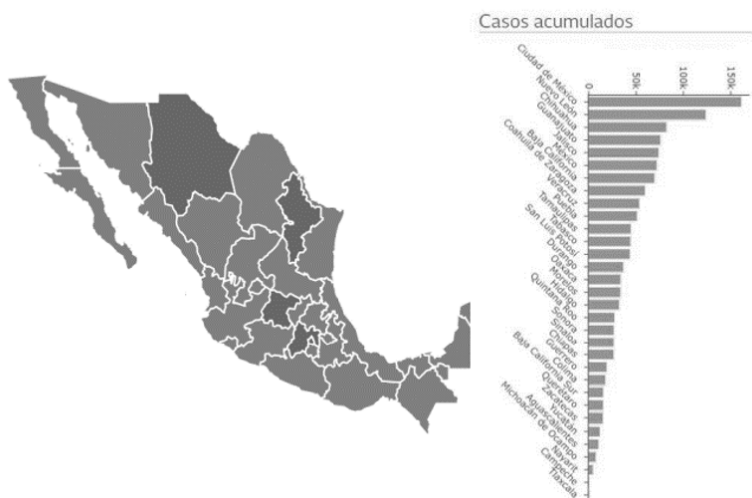 Casos acumulados
0
50k
100k
150k
Ciudad de México
Nuevo León
Chihuahua
Guanajuato
Jalisco
México
Baja California
Coahuila de Zaragoza
Veracruz
Puebla
Tamaulipas
Tabasco
San Luis Potosí
Durango
Oaxaca
Morelos
Hidalgo
Quintana Roo
Sonora
Sinaloa
Chiapas
Guerrero
Colima
Baja California Sur
Querétaro
Zacatecas
Yucatán
Aguascalientes
Michoacán de Ocampo
Nayarit
Campeche
Tlaxcala